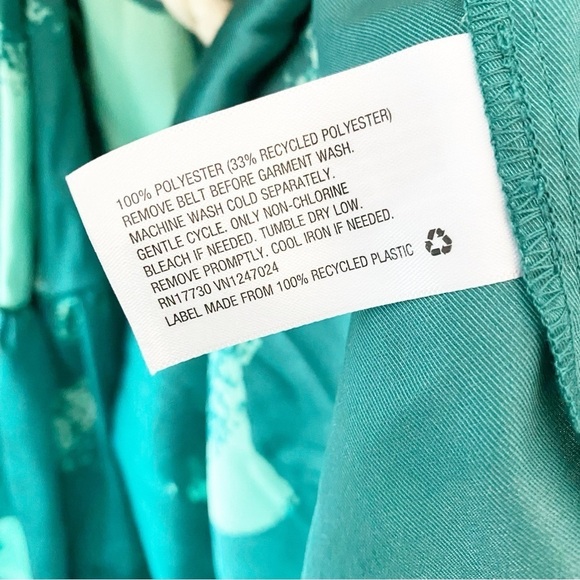 100% POLYESTER (33% RECYCLED POLYESTER)
REMOVE BELT BEFORE GARMENT WASH.
MACHINE WASH COLD SEPARATELY.
GENTLE CYCLE. ONLY NON-CHLORINE
BLEACH IF NEEDED. TUMBLE DRY LOW.
REMOVE PROMPTLY. COOL IRON IF NEEDED.
RN17730 VN1247024
LABEL MADE FROM 100% RECYCLED PLASTIC